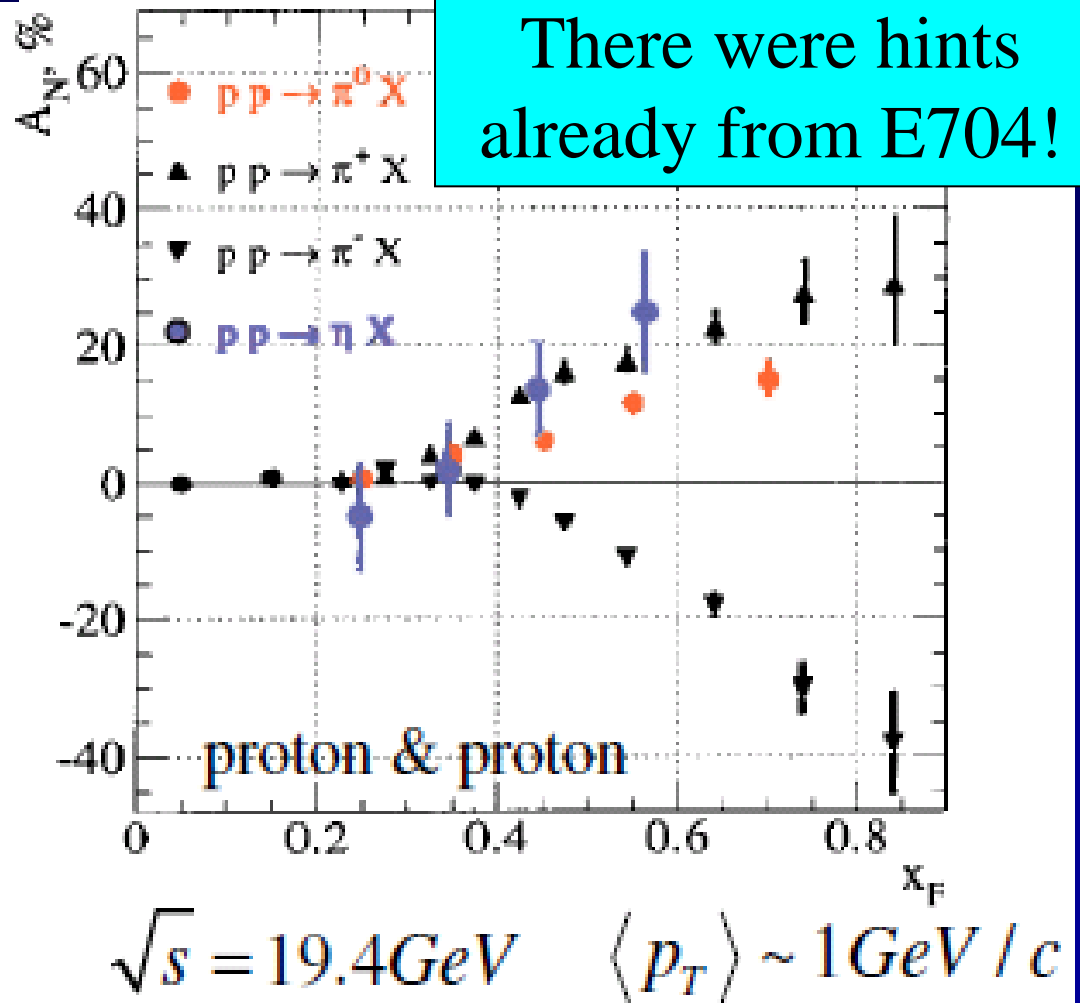 There were hints
already from E704!
A_N, %
60
40
20
0
-20
-40
p p → π⁰ X
p p → π⁺ X
p p → π⁻ X
p p → η X
proton & proton
0 0.2 0.4 0.6 0.8
x_F
√s = 19.4GeV ⟨p_T⟩ ~ 1GeV / c